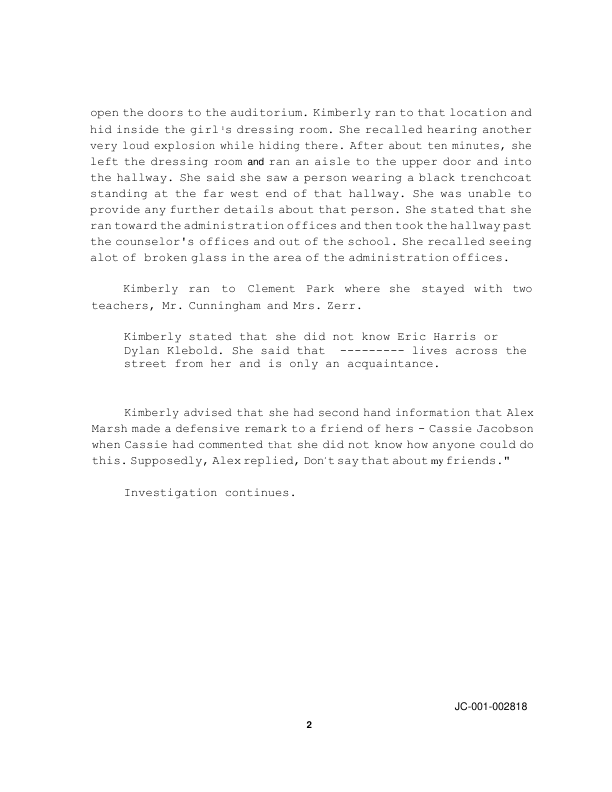 open the doors to the auditorium. Kimberly ran to that location and
hid inside the girl's dressing room. She recalled hearing another
very loud explosion while hiding there. After about ten minutes, she
left the dressing room and ran an aisle to the upper door and into
the hallway. She said she saw a person wearing a black trenchcoat
standing at the far west end of that hallway. She was unable to
provide any further details about that person. She stated that she
ran toward the administration offices and then took the hallway past
the counselor's offices and out of the school. She recalled seeing
alot of broken glass in the area of the administration offices.
Kimberly ran to Clement Park where she stayed with two
teachers, Mr. Cunningham and Mrs. Zerr.
Kimberly stated that she did not know Eric Harris or
Dylan Klebold. She said that --------- lives across the
street from her and is only an acquaintance.
Kimberly advised that she had second hand information that Alex
Marsh made a defensive remark to a friend of hers - Cassie Jacobson
when Cassie had commented that she did not know how anyone could do
this. Supposedly, Alex replied, Don't say that about my friends."
Investigation continues.
JC-001-002818
2